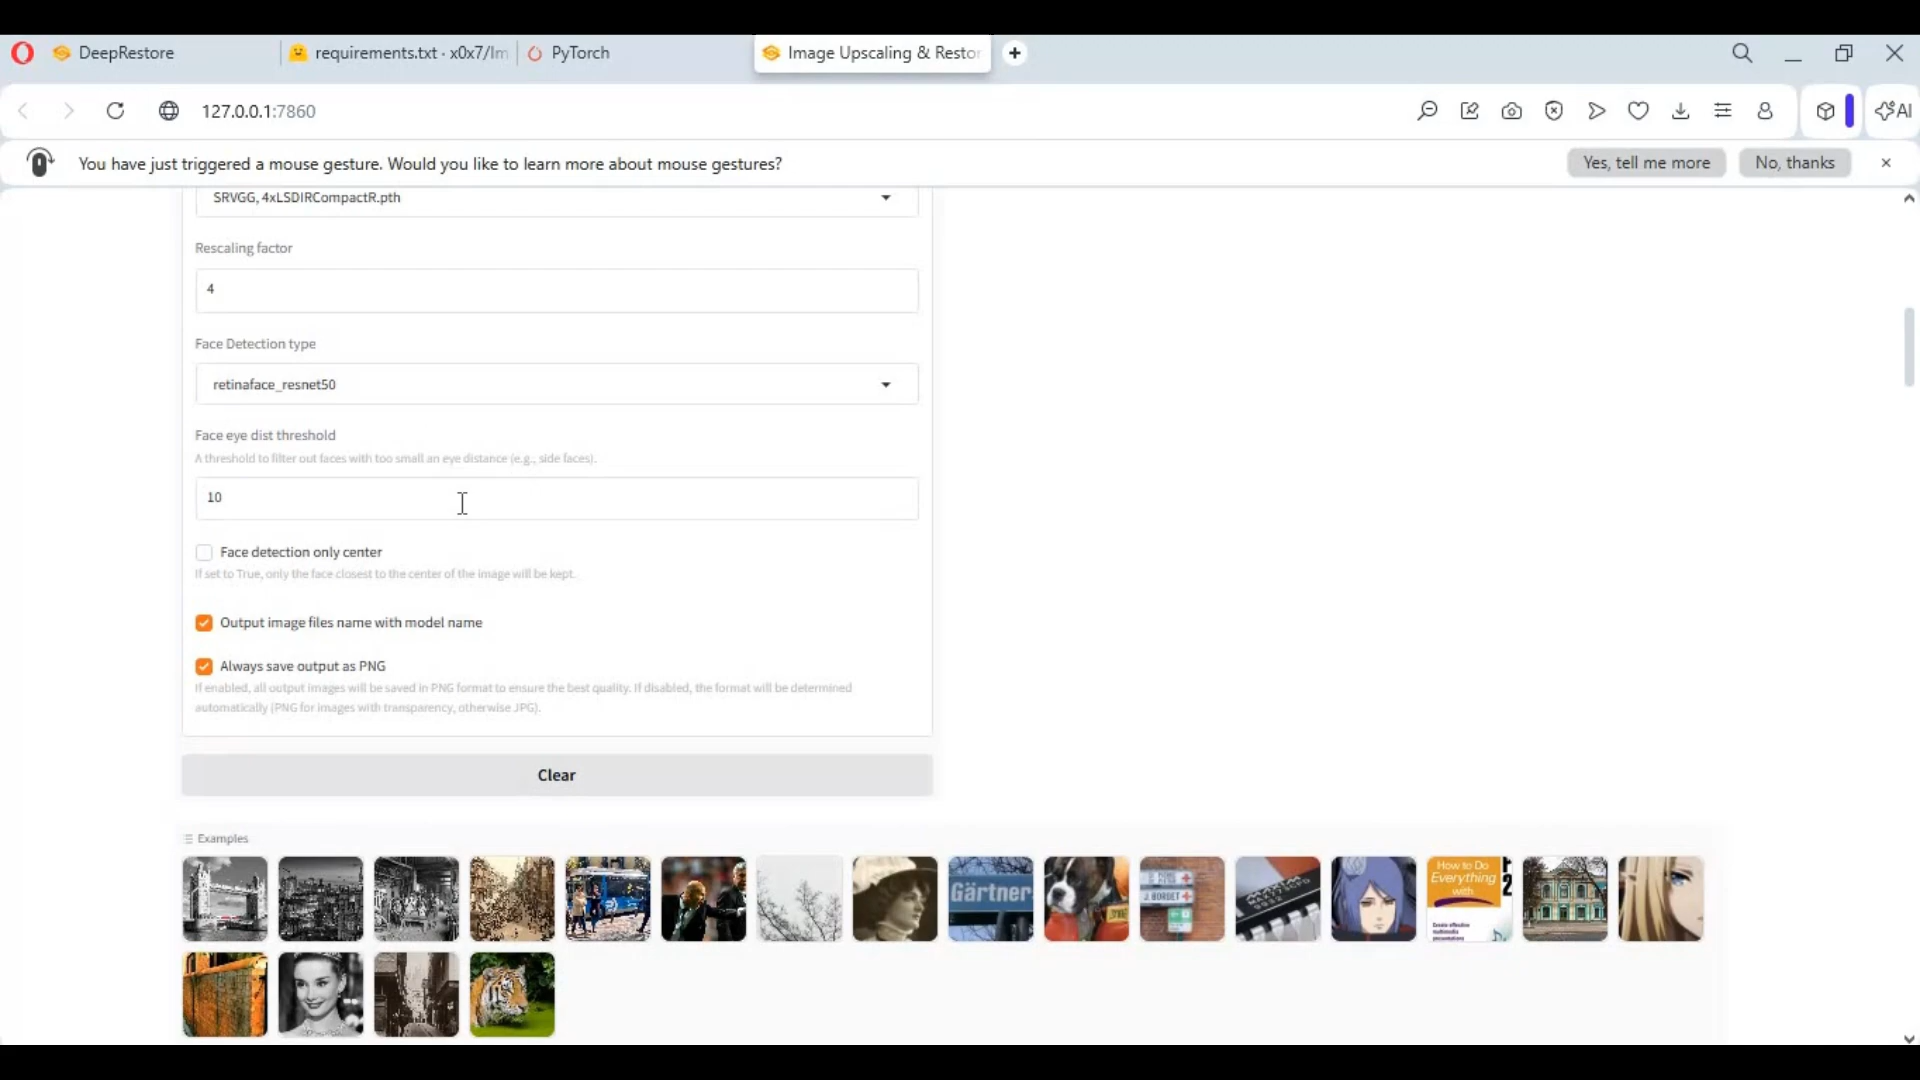 DeepRestore
requirements.txt · x0x7/Im
PyTorch
Image Upscaling & Restor
127.0.0.1:7860
AI
You have just triggered a mouse gesture. Would you like to learn more about mouse gestures?
Yes, tell me more
No, thanks
SRVGG, 4xLSDIRCompactR.pth
Rescaling factor
4
Face Detection type
retinaface_resnet50
Face eye dist threshold
A threshold to filter out faces with too small an eye distance (e.g., side faces).
10
Face detection only center
If set to True, only the face closest to the center of the image will be kept.
Output image files name with model name
Always save output as PNG
If enabled, all output images will be saved in PNG format to ensure the best quality. If disabled, the format will be determined
automatically (PNG for images with transparency, otherwise JPG).
Clear
Examples
Gärtner
J. BORDET
How to Do
Everything
with
Create effective
multimedia
presentations